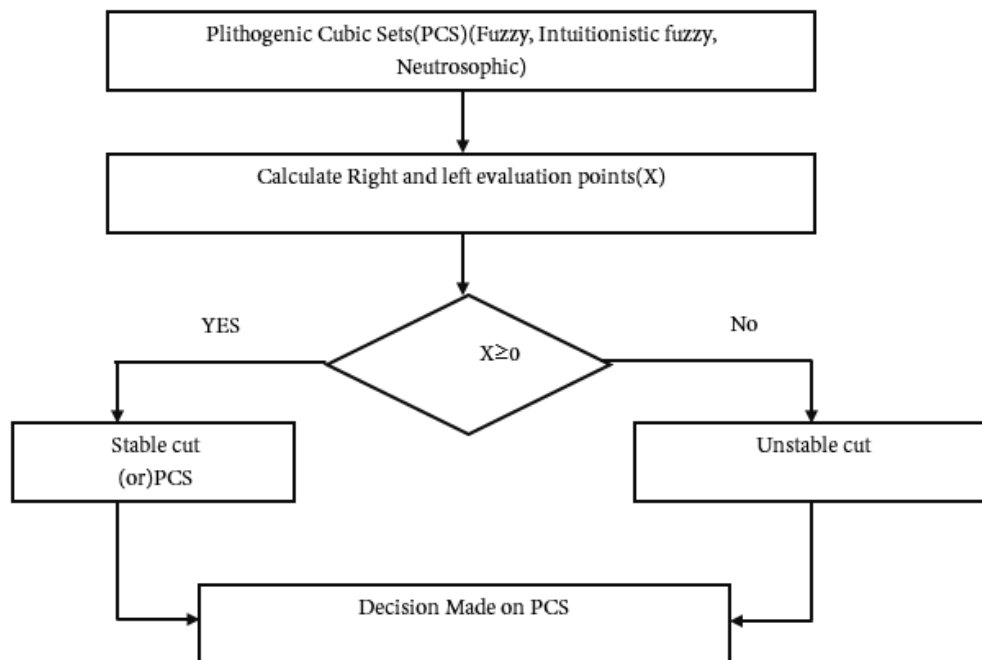 Plithogenic Cubic Sets(PCS)(Fuzzy, Intuitionistic fuzzy,
Neutrosophic)
Calculate Right and left evaluation points(X)
YES
No
X≥0
Stable cut
(or)PCS
Unstable cut
Decision Made on PCS